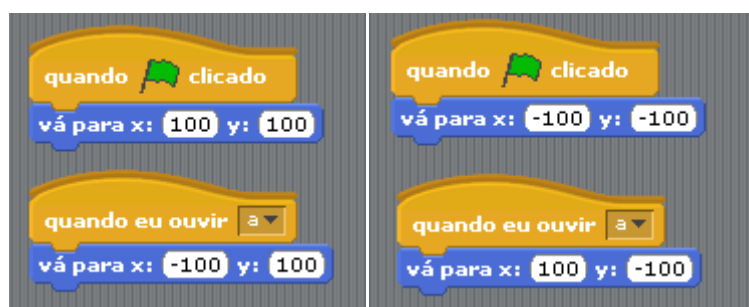 quando clicado
vá para x: 100 y: 100
quando eu ouvir a
vá para x: -100 y: 100
quando clicado
vá para x: -100 y: -100
quando eu ouvir a
vá para x: 100 y: -100